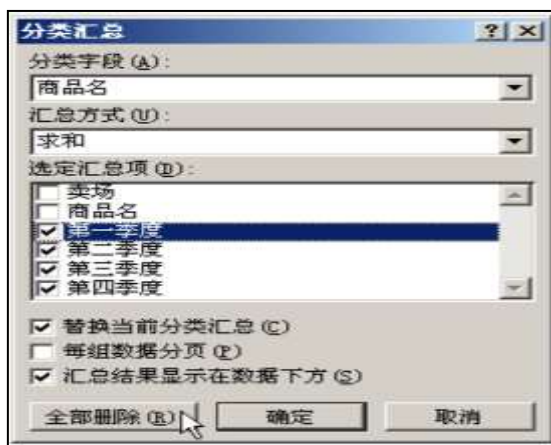 分类汇总
分类字段(A):
商品名
汇总方式(U):
求和
选定汇总项(D):
卖场
商品名
第一季度
第二季度
第三季度
第四季度
替换当前分类汇总(C)
每组数据分页(P)
汇总结果显示在数据下方(S)
全部删除(R) 确定 取消